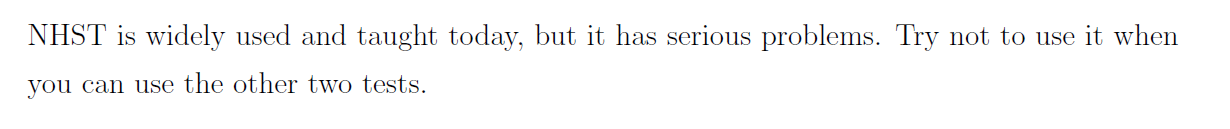 NHST is widely used and taught today, but it has serious problems. Try not to use it when
you can use the other two tests.